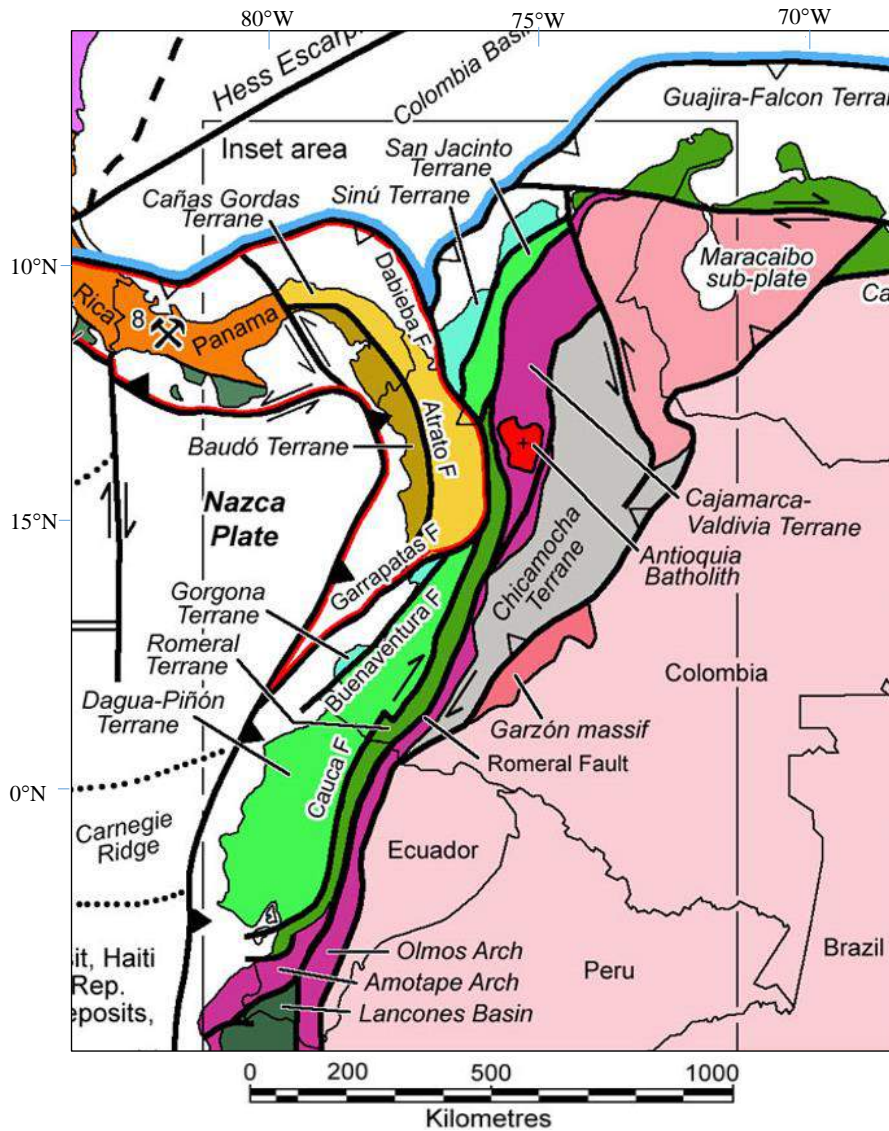 80°W
75°W
70°W
Hess Escarp
Colombia Basin
Guajira-Falcon Terran
Inset area
San Jacinto
Terrane
Cañas Gordas
Terrane
Sinú Terrane
10°N
Dabieba F
Maracaibo
sub-plate
Ca
Rica
8
Panama
Baudó Terrane
Atrato F
15°N
Nazca
Plate
Cajamarca-
Valdivia Terrane
Antioquia
Batholith
Chicamocha
Terrane
Garrapatas F
Gorgona
Terrane
Romeral
Terrane
Buenaventura F
Dagua-Piñón
Terrane
Colombia
Garzón massif
Romeral Fault
Cauca F
0°N
Carnegie
Ridge
Ecuador
Olmos Arch
Amotape Arch
Lancones Basin
Peru
Brazil
sit, Haiti
Rep.
eposits,
0
200
500
1000
Kilometres